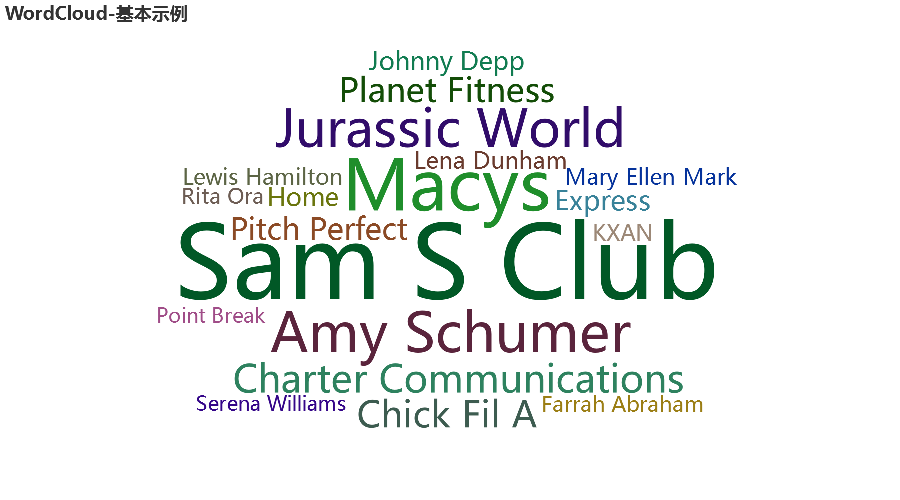 WordCloud-基本示例
Johnny Depp
Planet Fitness
Jurassic World
Lena Dunham
Lewis Hamilton
Macys
Mary Ellen Mark
Rita Ora
Home
Express
Pitch Perfect
KXAN
Sam S Club
Point Break
Amy Schumer
Charter Communications
Serena Williams
Chick Fil A
Farrah Abraham